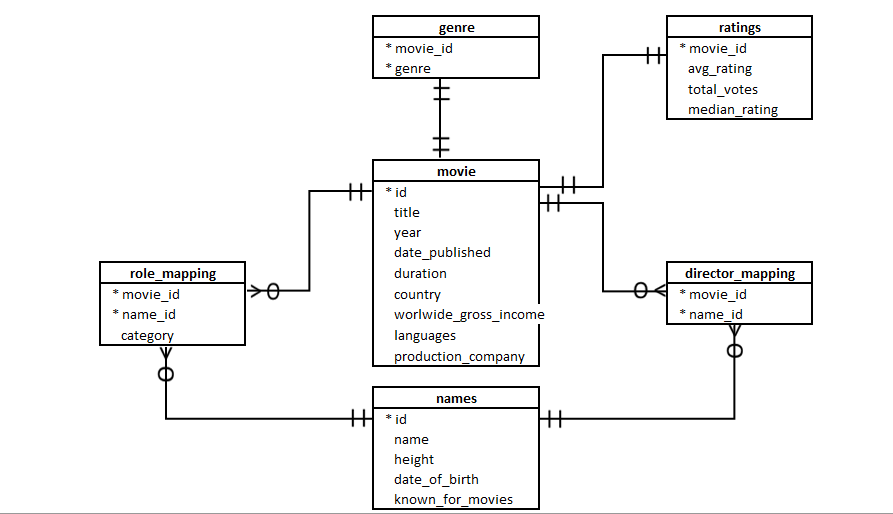 genre
* movie_id
* genre
ratings
* movie_id
avg_rating
total_votes
median_rating
movie
* id
title
year
date_published
duration
country
worlwide_gross_income
languages
production_company
role_mapping
* movie_id
* name_id
category
director_mapping
* movie_id
* name_id
names
* id
name
height
date_of_birth
known_for_movies